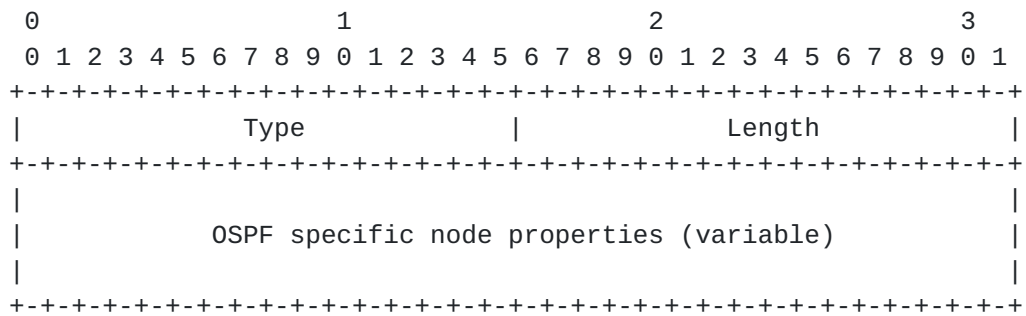 0                   1                   2                   3
 0 1 2 3 4 5 6 7 8 9 0 1 2 3 4 5 6 7 8 9 0 1 2 3 4 5 6 7 8 9 0 1
+-+-+-+-+-+-+-+-+-+-+-+-+-+-+-+-+-+-+-+-+-+-+-+-+-+-+-+-+-+-+-+-+
|              Type             |             Length            |
+-+-+-+-+-+-+-+-+-+-+-+-+-+-+-+-+-+-+-+-+-+-+-+-+-+-+-+-+-+-+-+-+
|                                                               |
|            OSPF specific node properties (variable)           |
|                                                               |
+-+-+-+-+-+-+-+-+-+-+-+-+-+-+-+-+-+-+-+-+-+-+-+-+-+-+-+-+-+-+-+-+